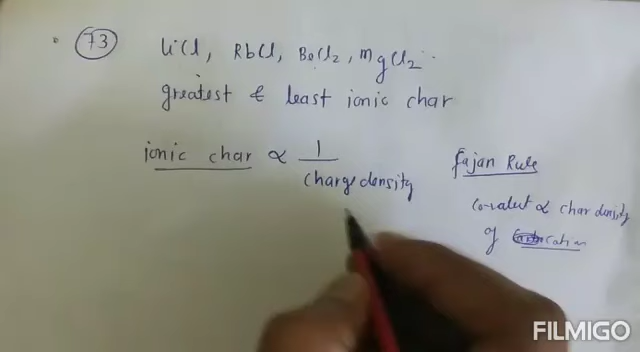 73 LiCl, RbCl, BeCl2, MgCl2.
greatest & least ionic char
ionic char ∝ 1 / charge density
Fajan Rule
covalent ∝ char density
of cation
FILMIGO